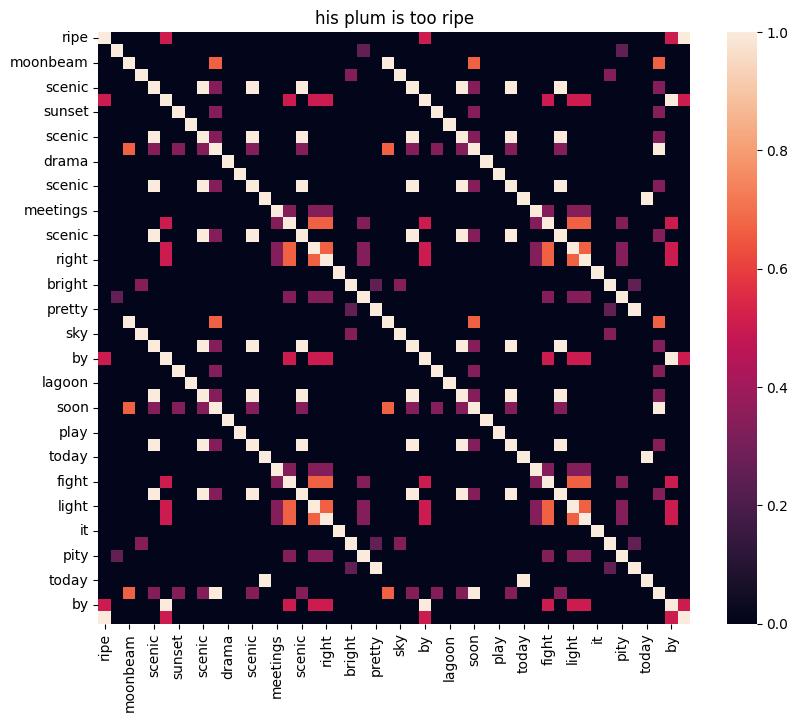 his plum is too ripe
ripe
moonbeam
scenic
sunset
scenic
drama
scenic
meetings
scenic
right
bright
pretty
sky
by
lagoon
soon
play
today
fight
light
it
pity
today
by
1.0
0.8
0.6
0.4
0.2
0.0
ripe
moonbeam
scenic
sunset
scenic
drama
scenic
meetings
scenic
right
bright
pretty
sky
by
lagoon
soon
play
today
fight
light
it
pity
today
by